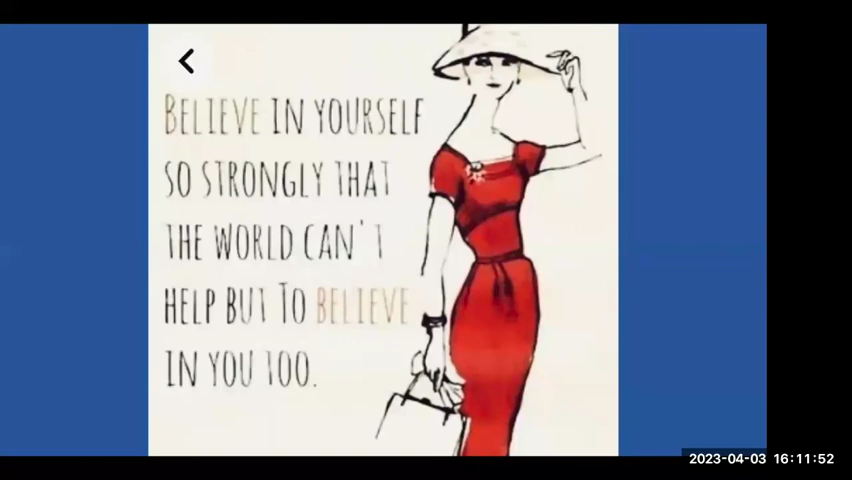 BELIEVE IN YOURSELF
SO STRONGLY THAT
THE WORLD CAN'T
HELP BUT TO BELIEVE
IN YOU TOO.
2023-04-03 16:11:52